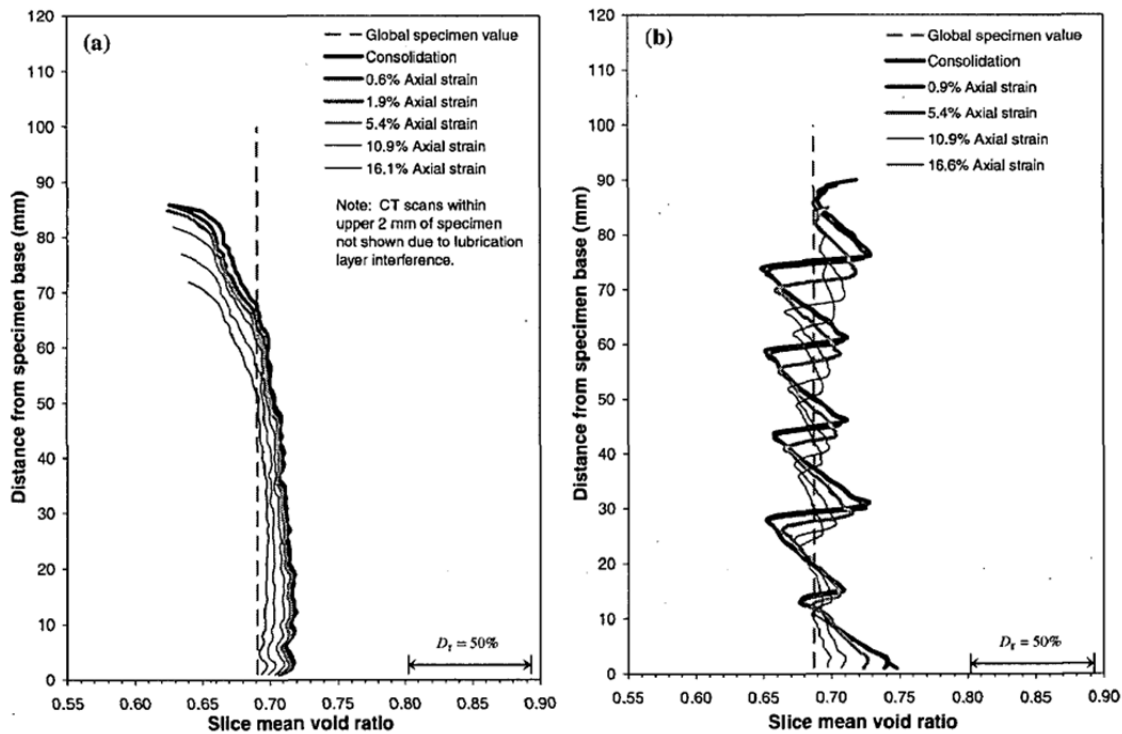 120
110
100
90
80
70
60
50
40
30
20
10
0
Distance from specimen base (mm)
(a)
Global specimen value
Consolidation
0.6% Axial strain
1.9% Axial strain
5.4% Axial strain
10.9% Axial strain
16.1% Axial strain
Note: CT scans within
upper 2 mm of specimen
not shown due to lubrication
layer interference.
Dr = 50%
0.55 0.60 0.65 0.70 0.75 0.80 0.85 0.90
Slice mean void ratio
120
110
100
90
80
70
60
50
40
30
20
10
0
Distance from specimen base (mm)
(b)
Global specimen value
Consolidation
0.9% Axial strain
5.4% Axial strain
10.9% Axial strain
16.6% Axial strain
Dr = 50%
0.55 0.60 0.65 0.70 0.75 0.80 0.85 0.90
Slice mean void ratio